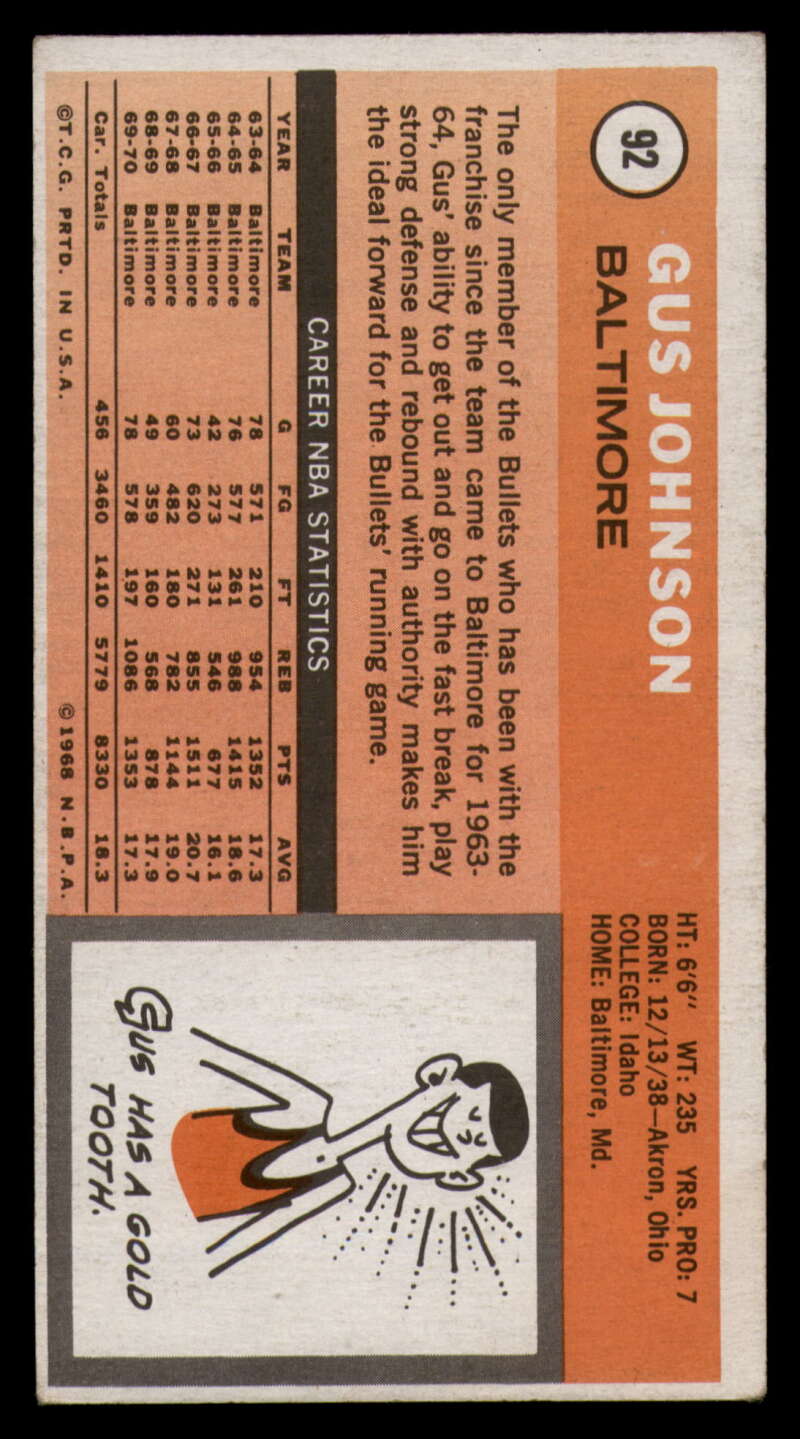 92
GUS JOHNSON
BALTIMORE
HT: 6'6" WT: 235 YRS. PRO: 7
BORN: 12/13/38—Akron, Ohio
COLLEGE: Idaho
HOME: Baltimore, Md.
The only member of the Bullets who has been with the
franchise since the team came to Baltimore for 1963-
64, Gus' ability to get out and go on the fast break, play
strong defense and rebound with authority makes him
the ideal forward for the Bullets' running game.
CAREER NBA STATISTICS
YEAR TEAM G FG FT REB PTS AVG
63-64 Baltimore 78 571 210 954 1352 17.3
64-65 Baltimore 76 577 261 988 1415 18.6
65-66 Baltimore 42 273 131 546 677 16.1
66-67 Baltimore 73 620 271 855 1511 20.7
67-68 Baltimore 60 482 180 782 1144 19.0
68-69 Baltimore 49 359 160 568 878 17.9
69-70 Baltimore 78 578 197 1086 1353 17.3
Car. Totals 456 3460 1410 5779 8330 18.3
©T.C.G. PRTD. IN U.S.A. ©1968 N.B.P.A.
GUS HAS A GOLD
TOOTH.